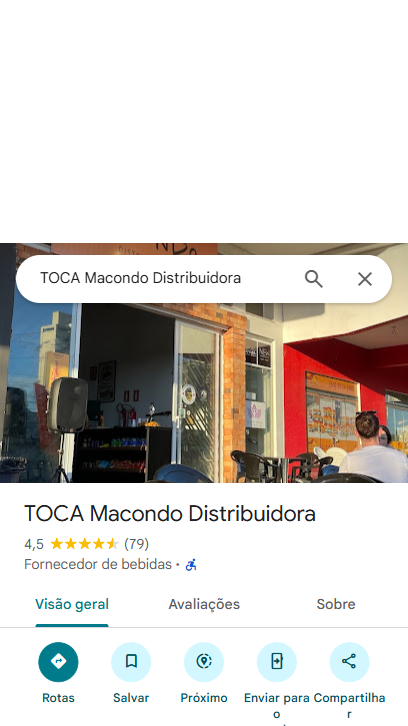 TOCA Macondo Distribuidora
TOCA Macondo Distribuidora
4,5 (79)
Fornecedor de bebidas ·
Visão geral
Avaliações
Sobre
Rotas
Salvar
Próximo
Enviar para o
Compartilhar